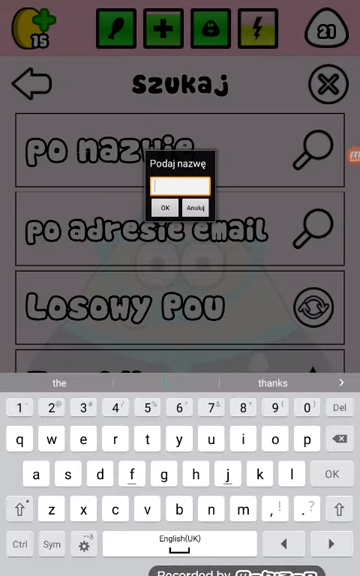 15
21
Szukaj
po nazwie
Podaj nazwę
OK Anuluj
po adresie email
Losowy Pou
the I thanks
1 2 3 4 5 6 7 8 9 0 Del
q w e r t y u i o p
a s d f g h j k l OK
z x c v b n m , ! . ?
Ctrl Sym English(UK)
Recorded by